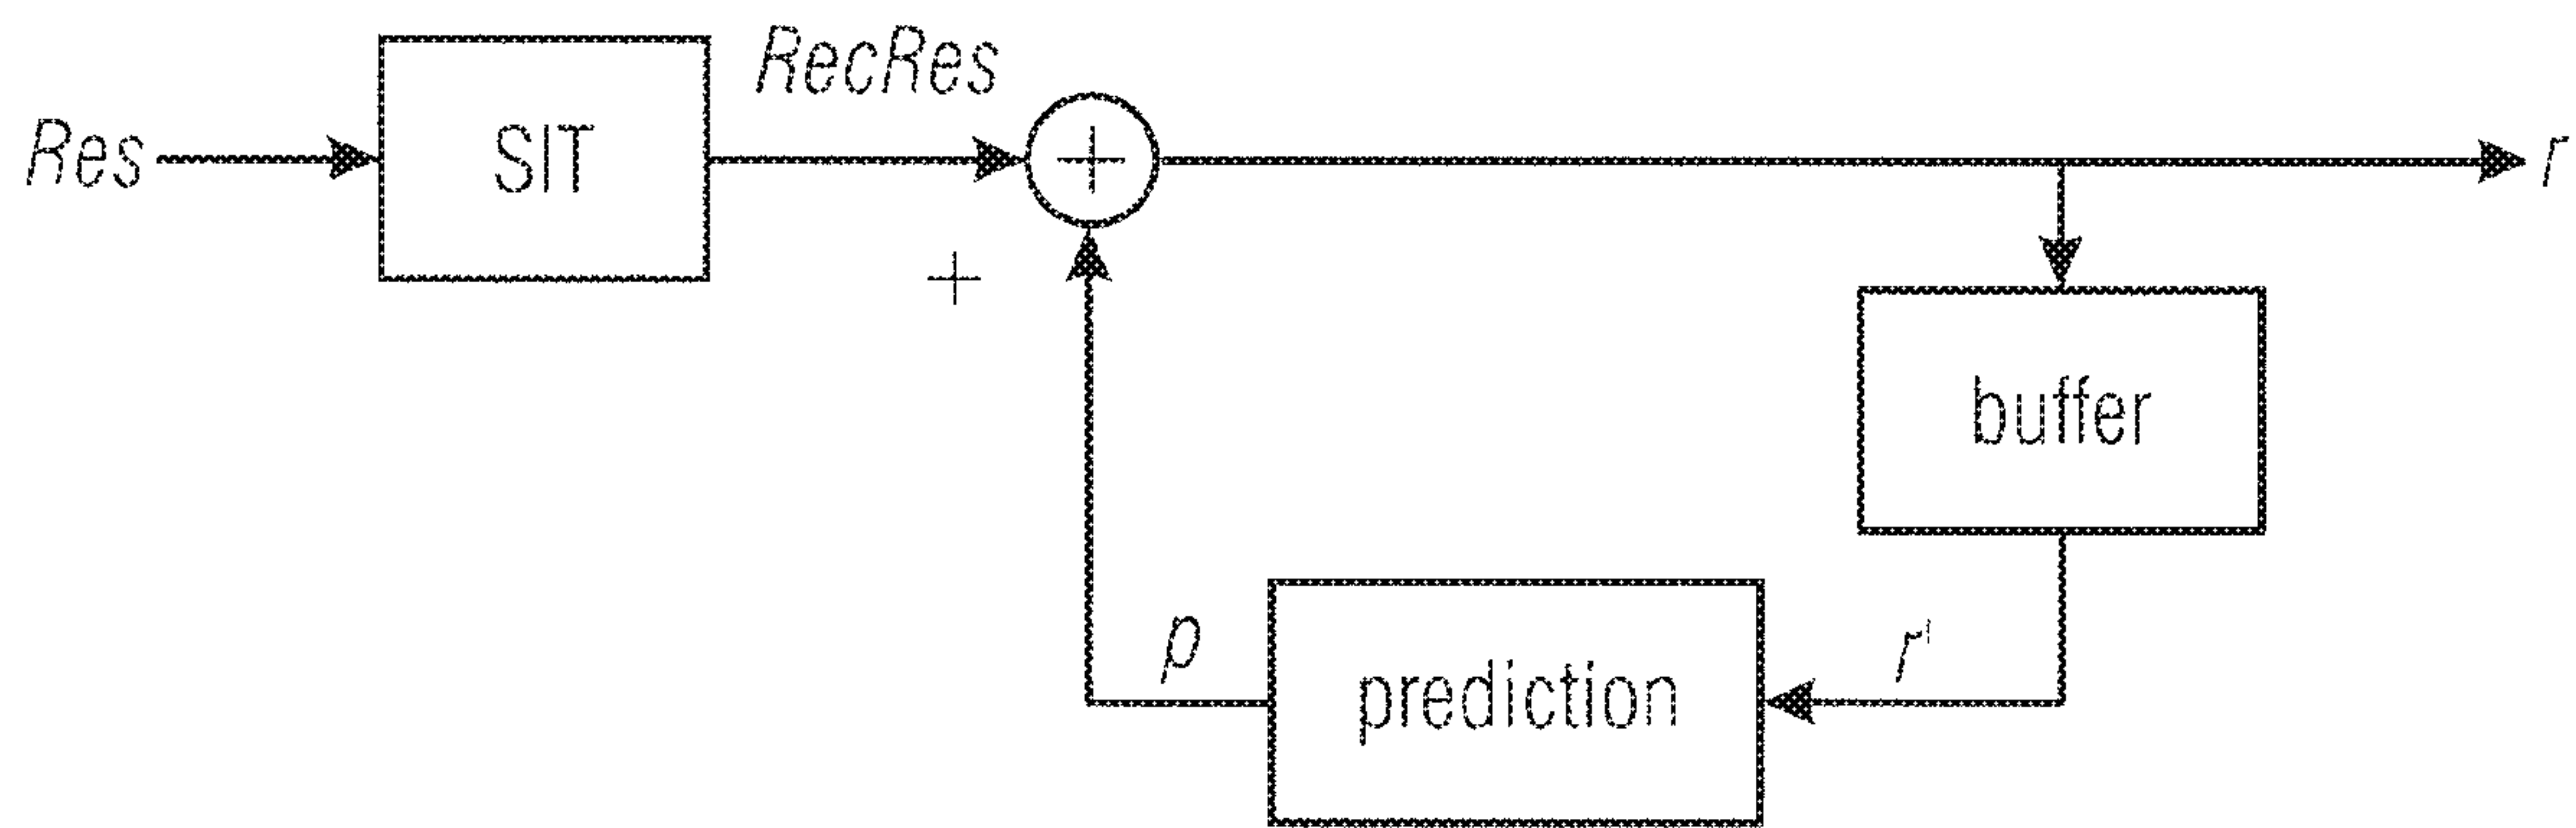 RecRes
Res
SIT
+
r
+
buffer
p
r'
prediction